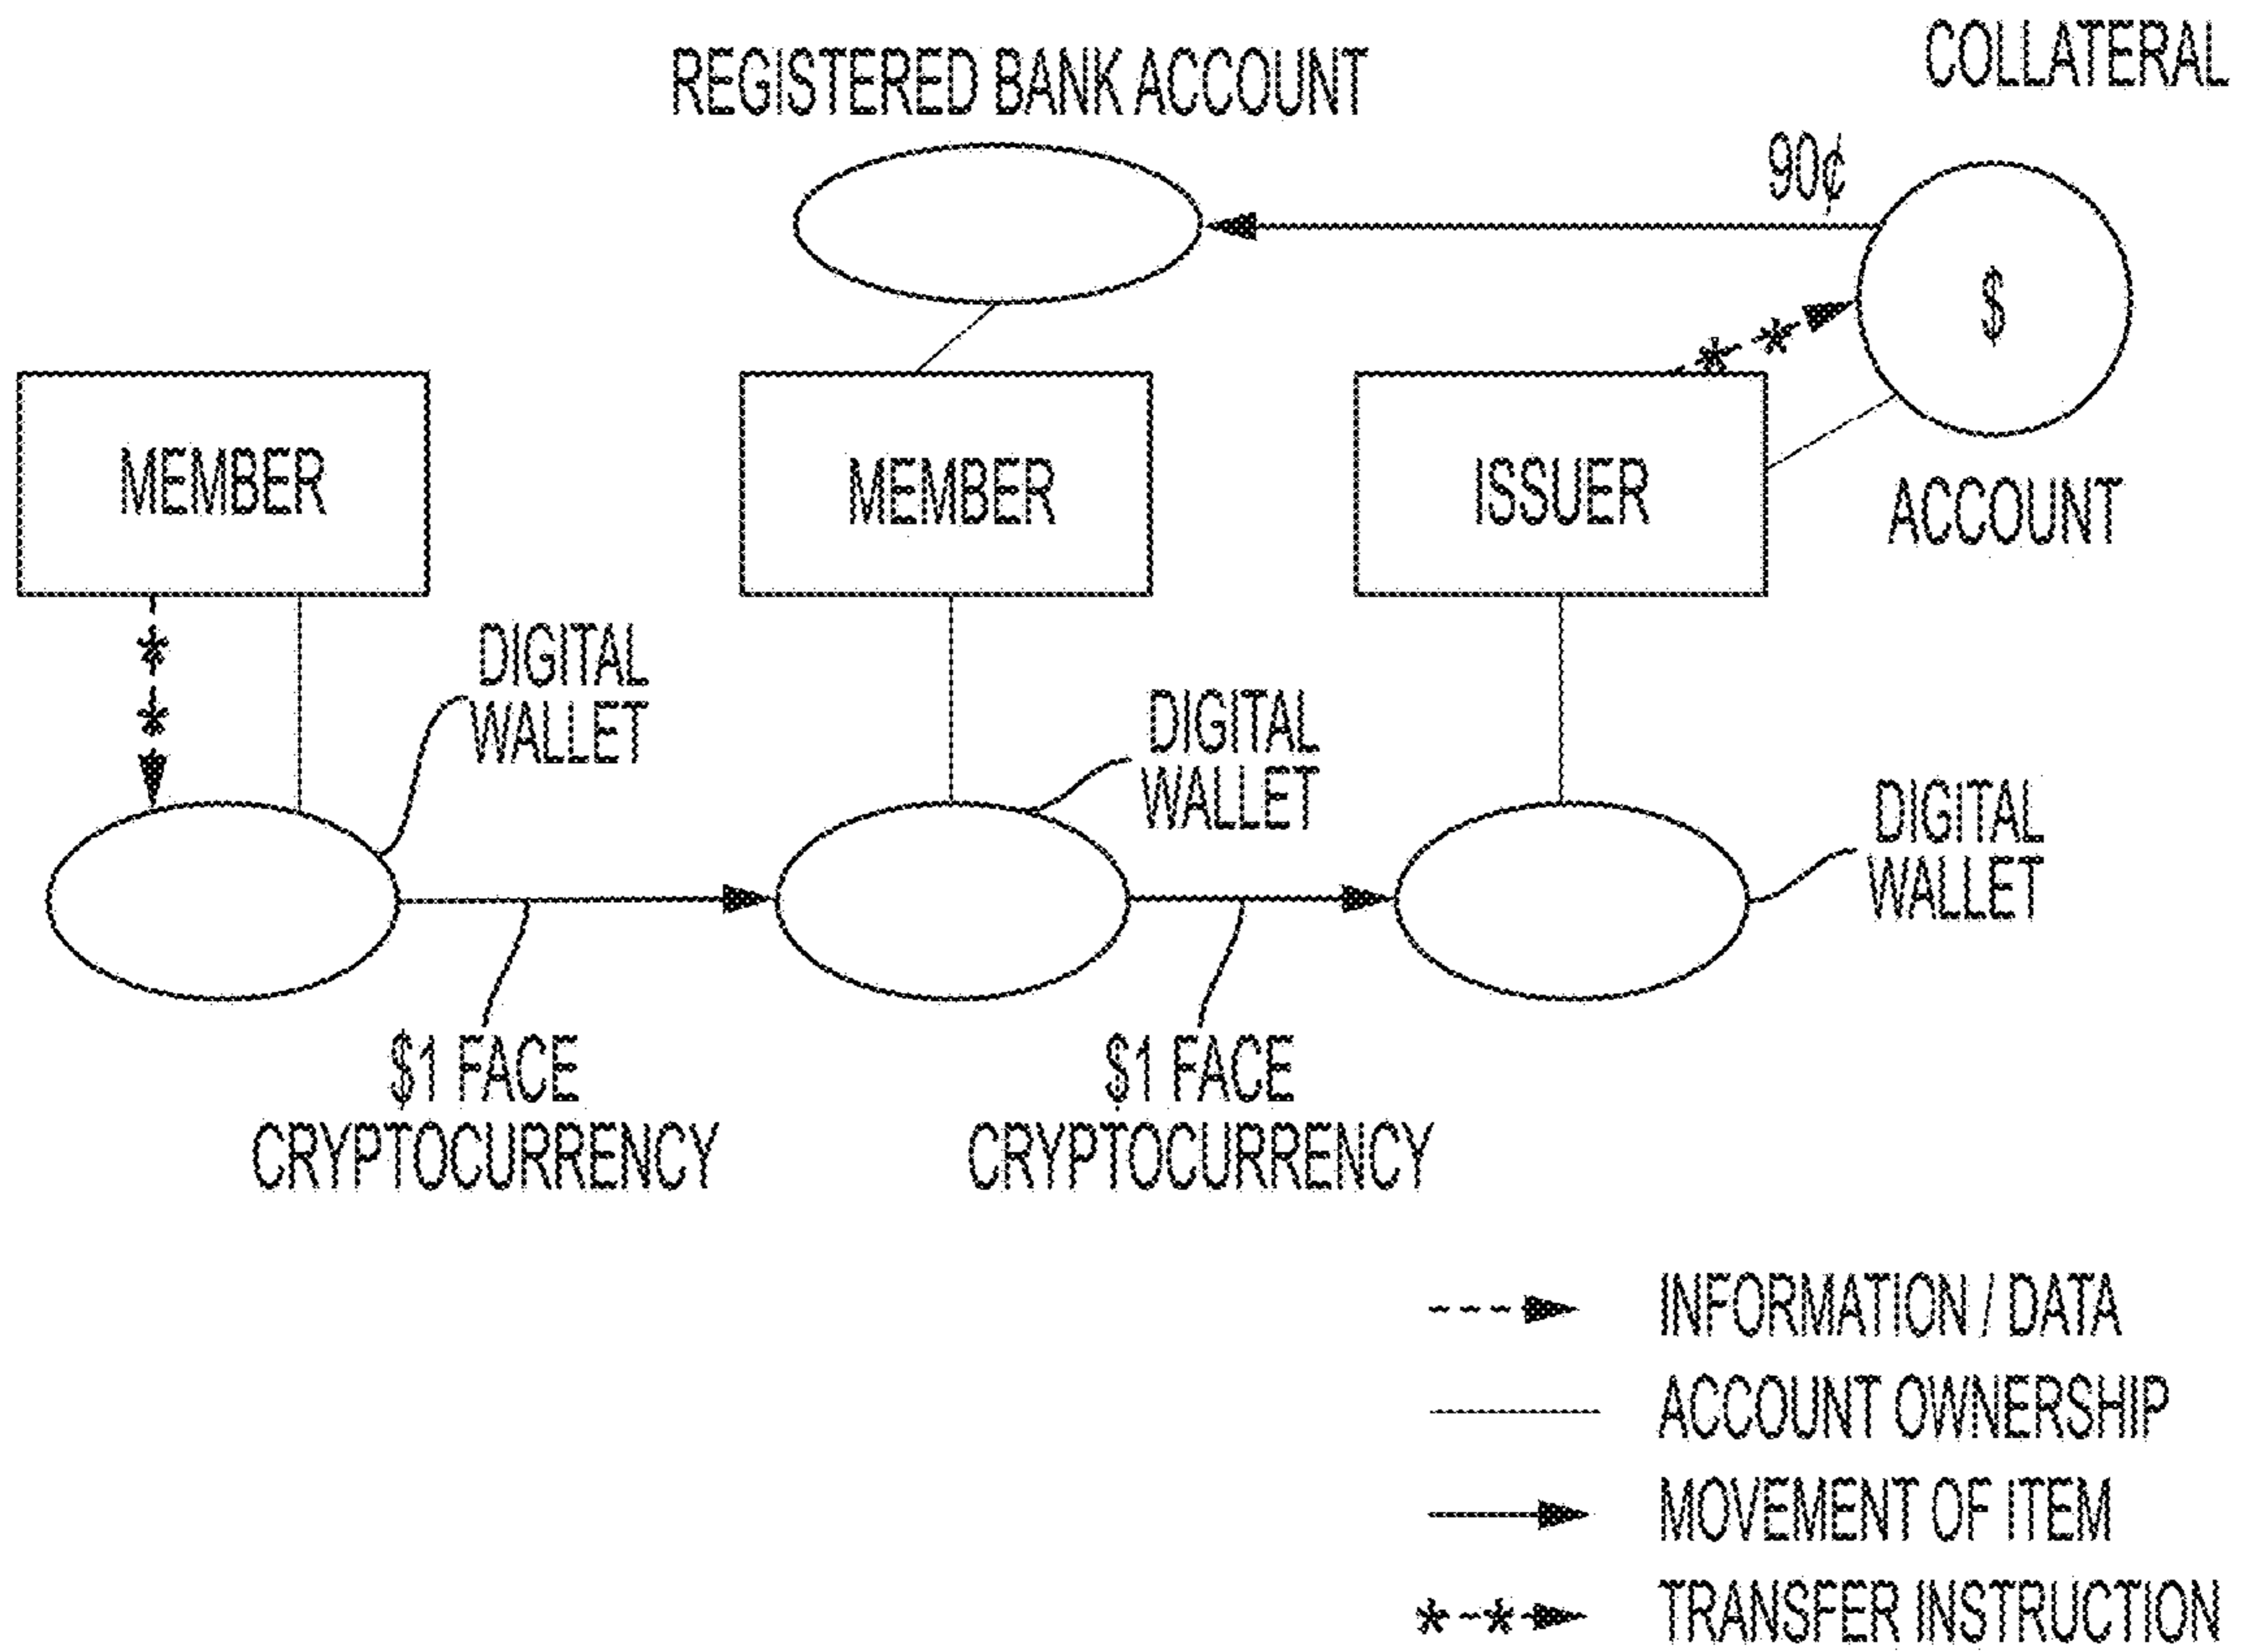 COLLATERAL
REGISTERED BANK ACCOUNT
90¢
$
MEMBER
MEMBER
ISSUER
ACCOUNT
DIGITAL
WALLET
DIGITAL
WALLET
DIGITAL
WALLET
$1 FACE
CRYPTOCURRENCY
$1 FACE
CRYPTOCURRENCY
INFORMATION / DATA
ACCOUNT OWNERSHIP
MOVEMENT OF ITEM
TRANSFER INSTRUCTION